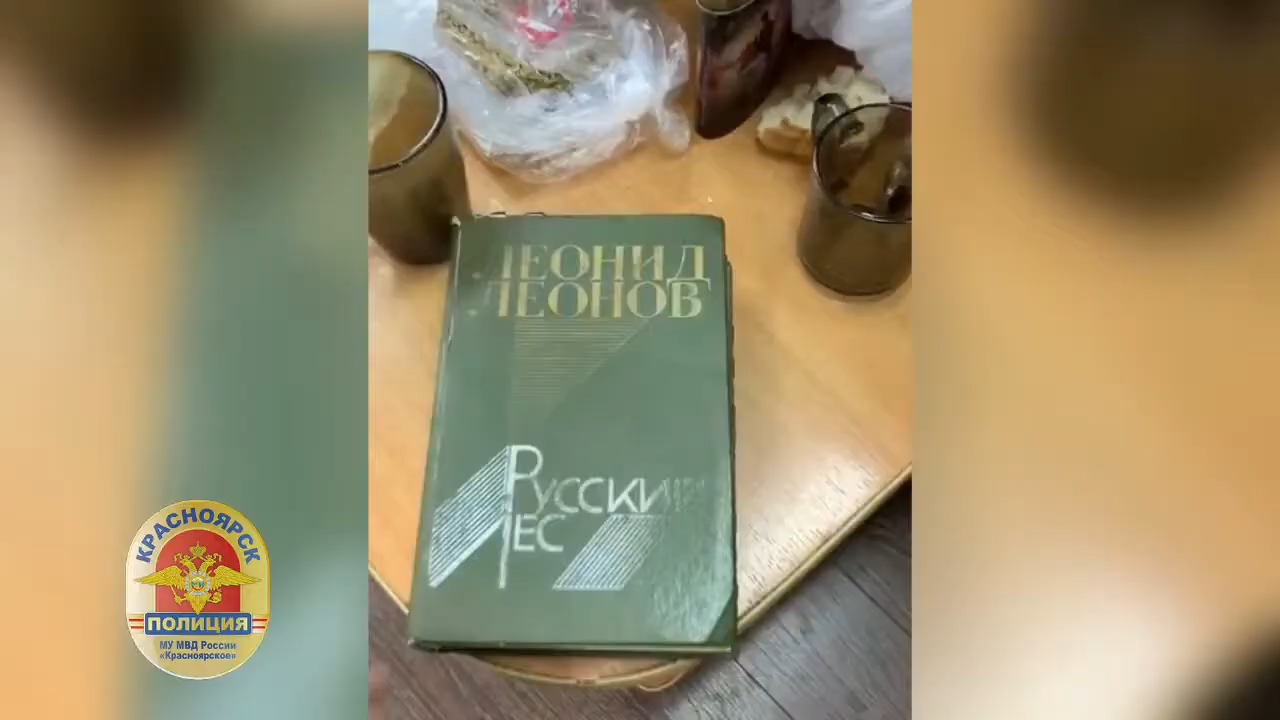 ЛЕОНИД
ЛЕОНОВ
РУССКИЙ
ЛЕС
КРАСНОЯРСК
ПОЛИЦИЯ
МУ МВД России
«Красноярское»